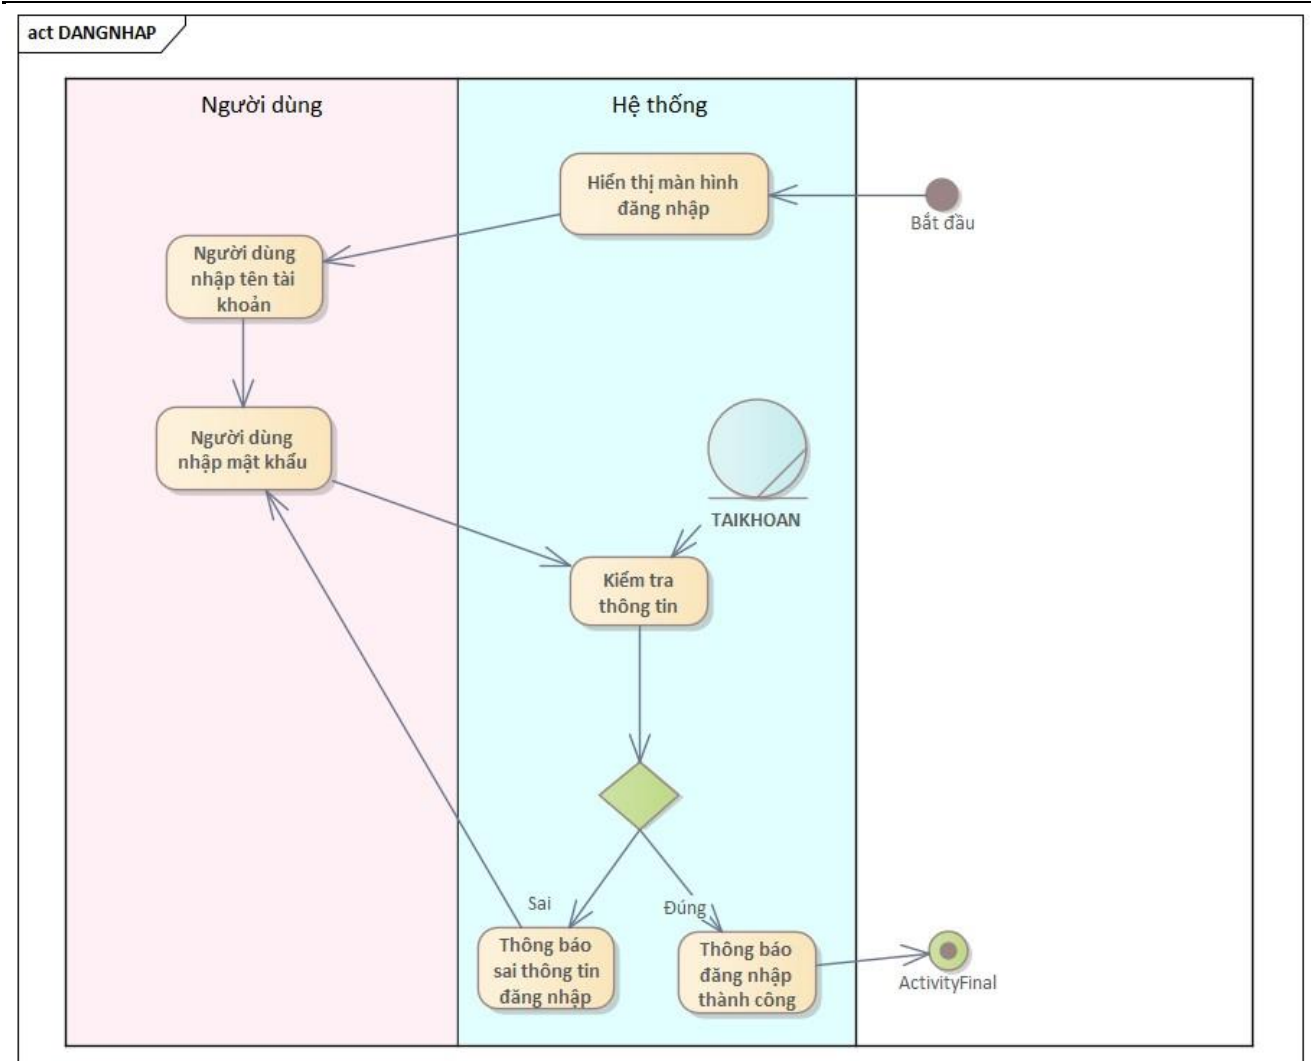 act DANGNHAP
Người dùng
Hệ thống
Hiển thị màn hình
đăng nhập
Bắt đầu
Người dùng
nhập tên tài
khoản
Người dùng
nhập mật khẩu
TAIKHOAN
Kiểm tra
thông tin
Sai
Đúng
Thông báo
sai thông tin
đăng nhập
Thông báo
đăng nhập
thành công
ActivityFinal